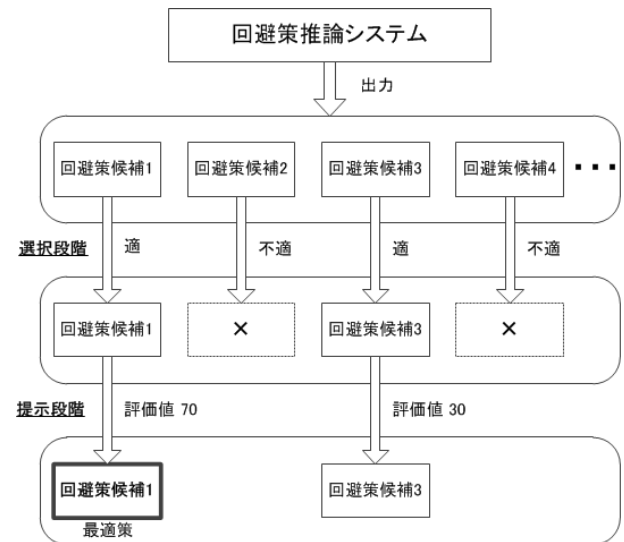 回避策推論システム
出力
回避策候補1 回避策候補2 回避策候補3 回避策候補4 ・・・
選択段階 適 不適 適 不適
回避策候補1 × 回避策候補3 ×
提示段階 評価値 70 評価値 30
回避策候補1 回避策候補3
最適策